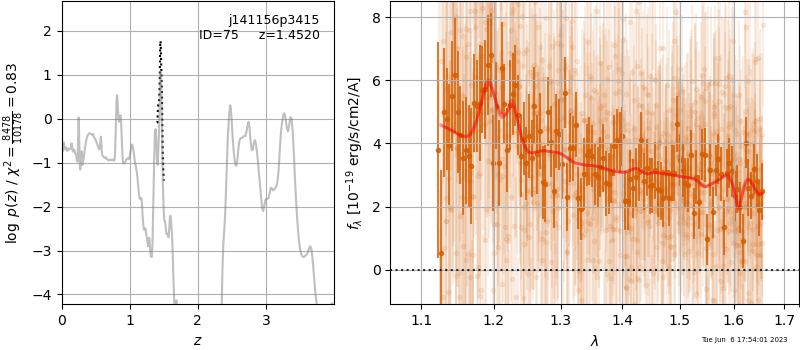 j141156p3415
ID=75 z=1.4520
log p(z) / χ² = 8478/10178 = 0.83
2
1
0
−1
−2
−3
−4
0 1 2 3
z
fλ [10⁻¹⁹ erg/s/cm2/A]
8
6
4
2
0
1.1 1.2 1.3 1.4 1.5 1.6 1.7
λ
Tue Jun 6 17:54:01 2023